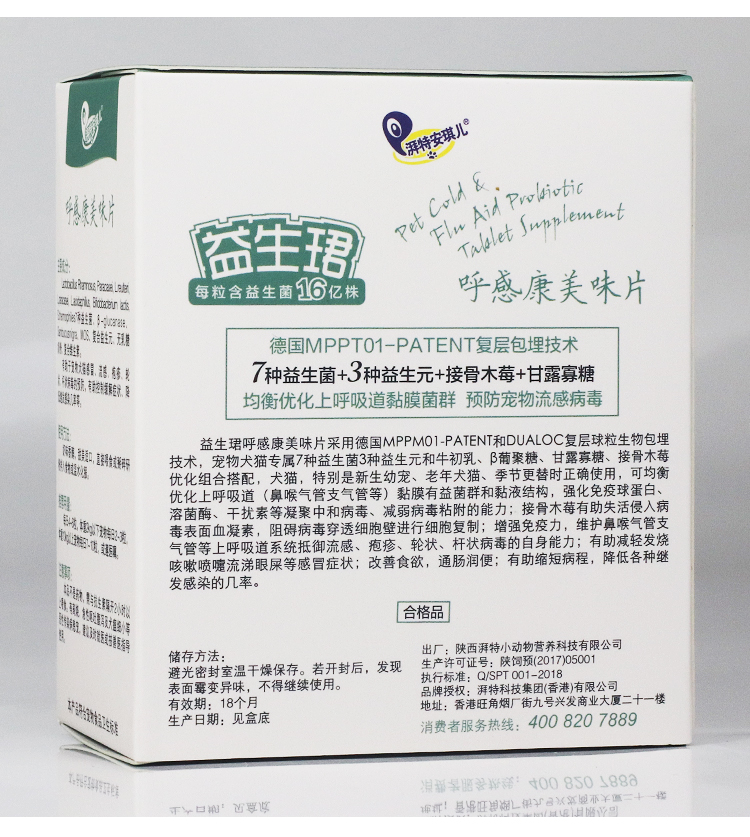 湃特安琪儿®
Pet Cold &
Flu Aid Probiotic
Tablet Supplement
益生珺
每粒含益生菌16亿株
呼感康美味片
德国MPPT01-PATENT复层包埋技术
7种益生菌+3种益生元+接骨木莓+甘露寡糖
均衡优化上呼吸道黏膜菌群 预防宠物流感病毒
益生珺呼感康美味片采用德国MPPM01-PATENT和DUALOC复层球粒生物包埋
技术，宠物犬猫专属7种益生菌3种益生元和牛初乳、β葡聚糖、甘露寡糖、接骨木莓
优化组合搭配，犬猫，特别是新生幼宠、老年犬猫、季节更替时正确使用，可均衡
优化上呼吸道（鼻喉气管支气管等）黏膜有益菌群和黏液结构，强化免疫球蛋白、
溶菌酶、干扰素等凝聚中和病毒、减弱病毒粘附的能力；接骨木莓有助失活侵入病
毒表面血凝素，阻碍病毒穿透细胞壁进行细胞复制；增强免疫力，维护鼻喉气管支
气管等上呼吸道系统抵御流感、疱疹、轮状、杆状病毒的自身能力；有助减轻发烧
咳嗽喷嚏流涕眼屎等感冒症状；改善食欲，通肠润便；有助缩短病程，降低各种继
发感染的几率。
合格品
储存方法：
避光密封室温干燥保存。若开封后，发现
表面霉变异味，不得继续使用。
有效期：18个月
生产日期：见盒底
出厂：陕西湃特小动物营养科技有限公司
生产许可证号：陕饲预(2017)05001
执行标准：Q/SPT 001-2018
品牌授权：湃特科技集团(香港)有限公司
地址：香港旺角烟厂街九号兴发商业大厦二十一楼
消费者服务热线：400 820 7889
呼感康美味片
本产品符合宠物食品卫生标准